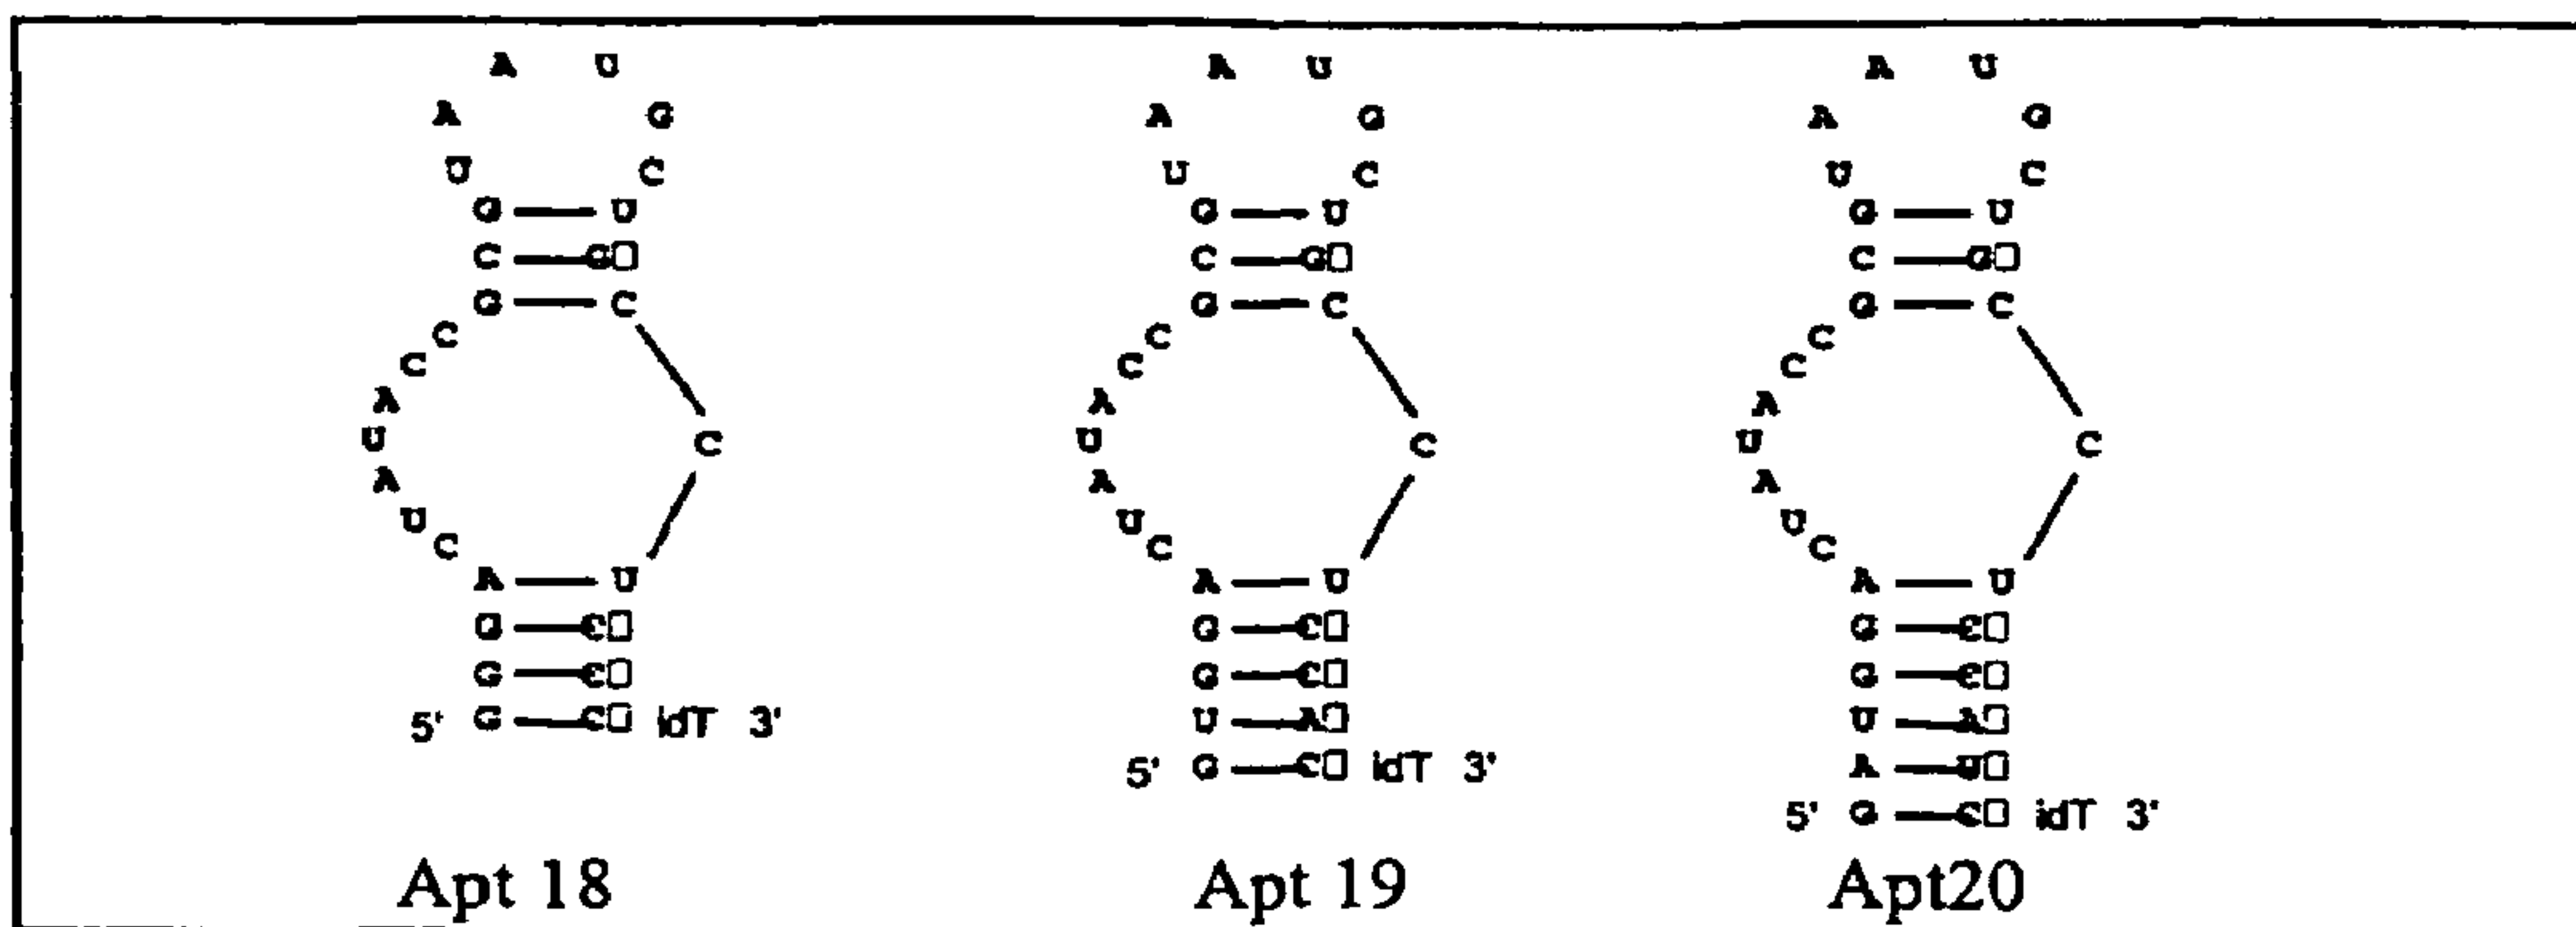 A U A U A U
A G A G A G
U C U C U C
G U G U G U
C G□ C G□ C G□
G C G C G C
C C C
C C C
A A A
U C U C U C
A A A
U U U
C C C
A U A U A U
G C□ G C□ G C□
G C□ G C□ G C□
5' G C□ idT 3' U A□ U A□
5' G C□ idT 3' A U□
5' G C□ idT 3'
Apt 18 Apt 19 Apt20